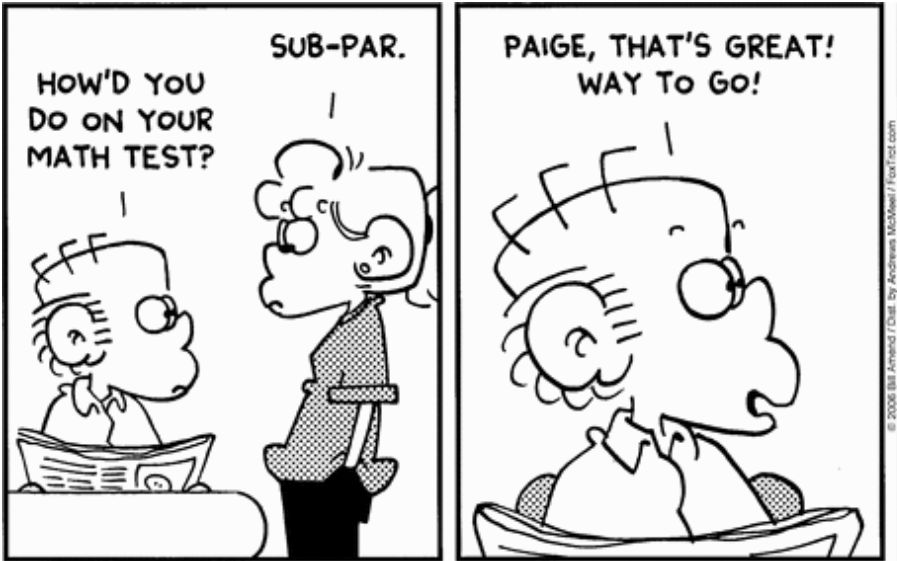 SUB-PAR.
HOW'D YOU
DO ON YOUR
MATH TEST?
PAIGE, THAT'S GREAT!
WAY TO GO!
© 2006 Bill Amend / Dist. by Andrews McMeel / FoxTrot.com